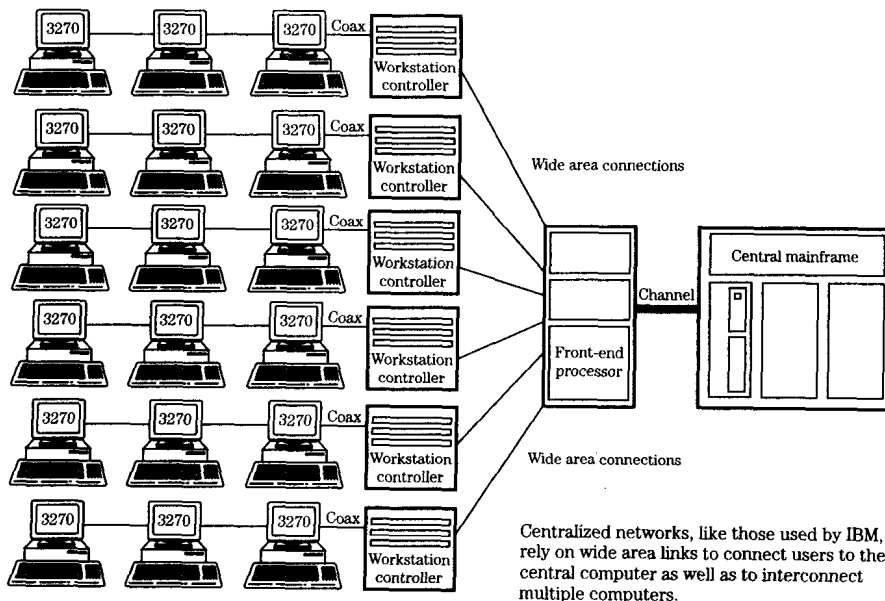 3270 3270 3270 Coax
Workstation
controller
3270 3270 3270 Coax
Workstation
controller
3270 3270 3270 Coax
Workstation
controller
3270 3270 3270 Coax
Workstation
controller
3270 3270 3270 Coax
Workstation
controller
3270 3270 3270 Coax
Workstation
controller
Wide area connections
Front-end
processor
Channel
Central mainframe
Wide area connections
Centralized networks, like those used by IBM,
rely on wide area links to connect users to the
central computer as well as to interconnect
multiple computers.